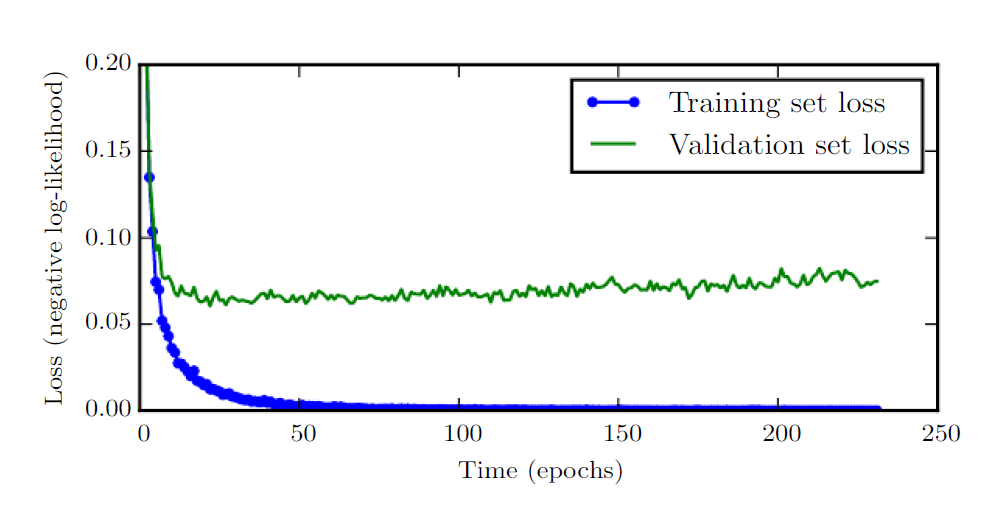 0.20
0.15
0.10
0.05
0.00
Loss (negative log-likelihood)
Training set loss
Validation set loss
0 50 100 150 200 250
Time (epochs)